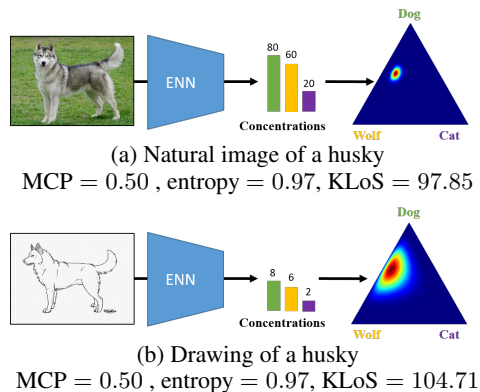 Dog
80
60
20
ENN
Concentrations
Wolf
Cat
(a) Natural image of a husky
MCP = 0.50 , entropy = 0.97, KLoS = 97.85
Dog
8
6
2
ENN
Concentrations
Wolf
Cat
(b) Drawing of a husky
MCP = 0.50 , entropy = 0.97, KLoS = 104.71